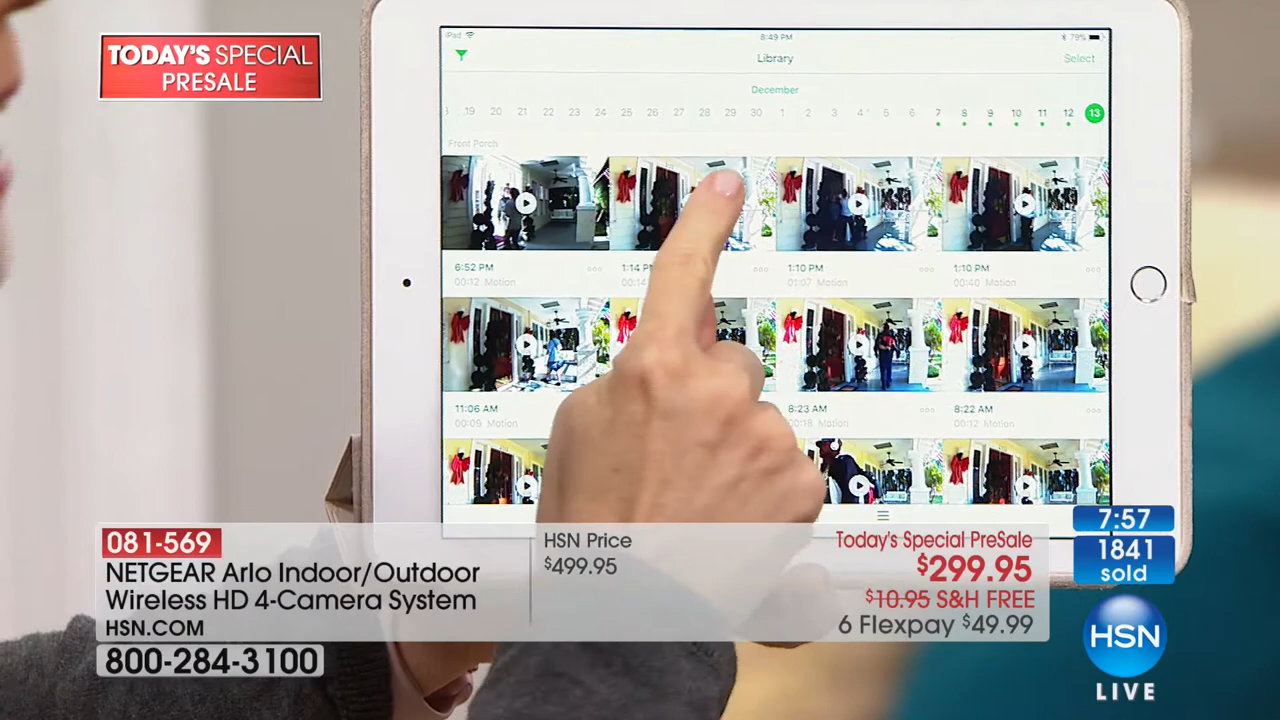 TODAY'S SPECIAL
PRESALE
iPad
8:49 PM
79%
Library
Select
December
19 20 21 22 23 24 25 26 27 28 29 30 1 2 3 4 5 6 7 8 9 10 11 12 13
Front Porch
6:52 PM
00:12 Motion
1:14 P
00:14
1:10 PM
01:07 Motion
1:10 PM
00:40 Motion
11:06 AM
00:09 Motion
8:23 AM
00:18 Motion
8:22 AM
00:12 Motion
081-569
NETGEAR Arlo Indoor/Outdoor
Wireless HD 4-Camera System
HSN.COM
800-284-3100
HSN Price
$499.95
Today's Special PreSale
$299.95
$10.95 S&H FREE
6 Flexpay $49.99
7:57
1841
sold
HSN
LIVE